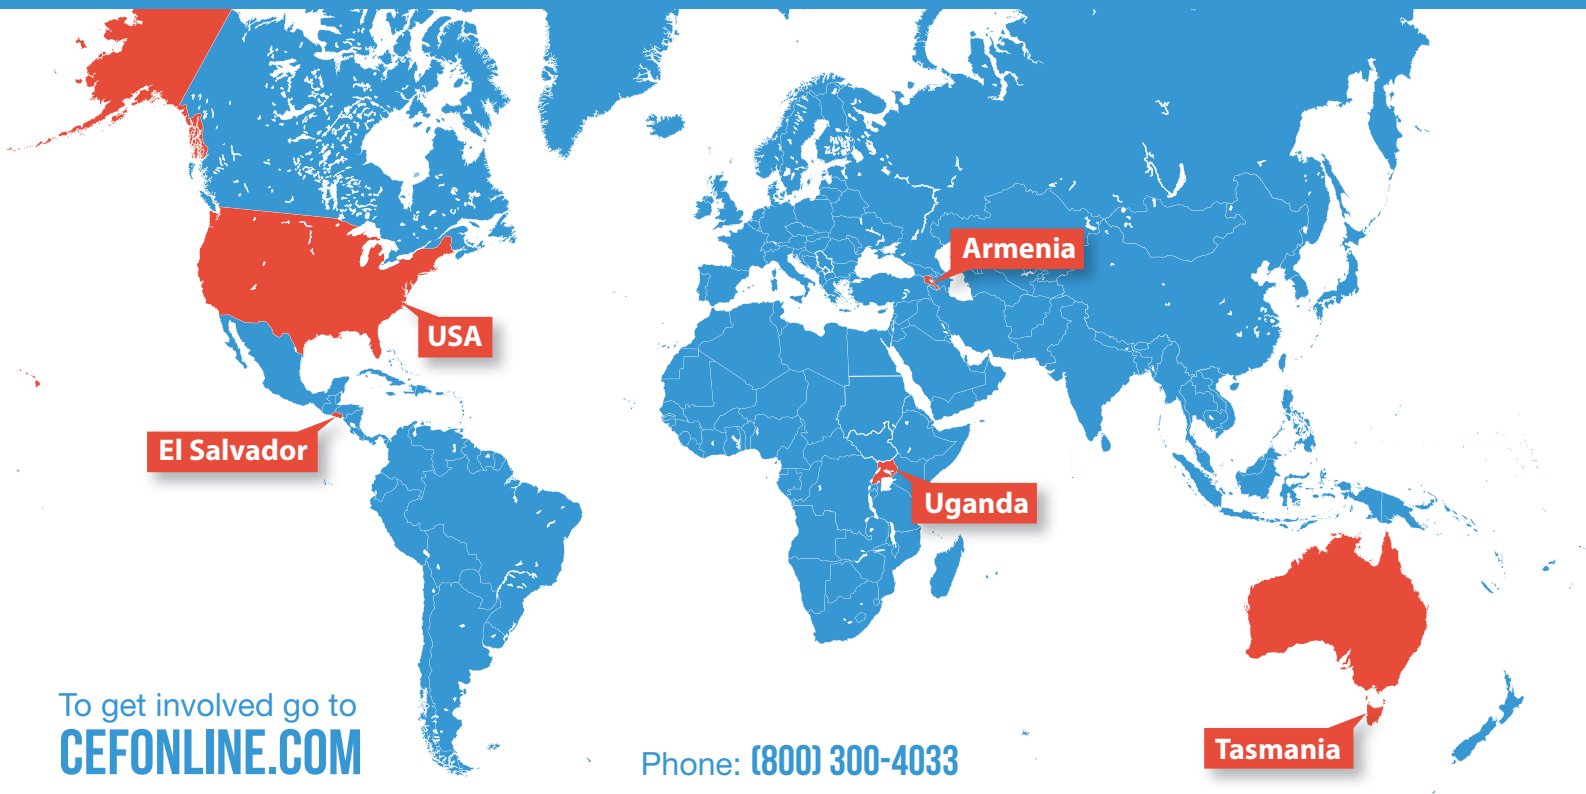 Armenia
USA
El Salvador
Uganda
To get involved go to
CEFONLINE.COM
Phone: (800) 300-4033
Tasmania